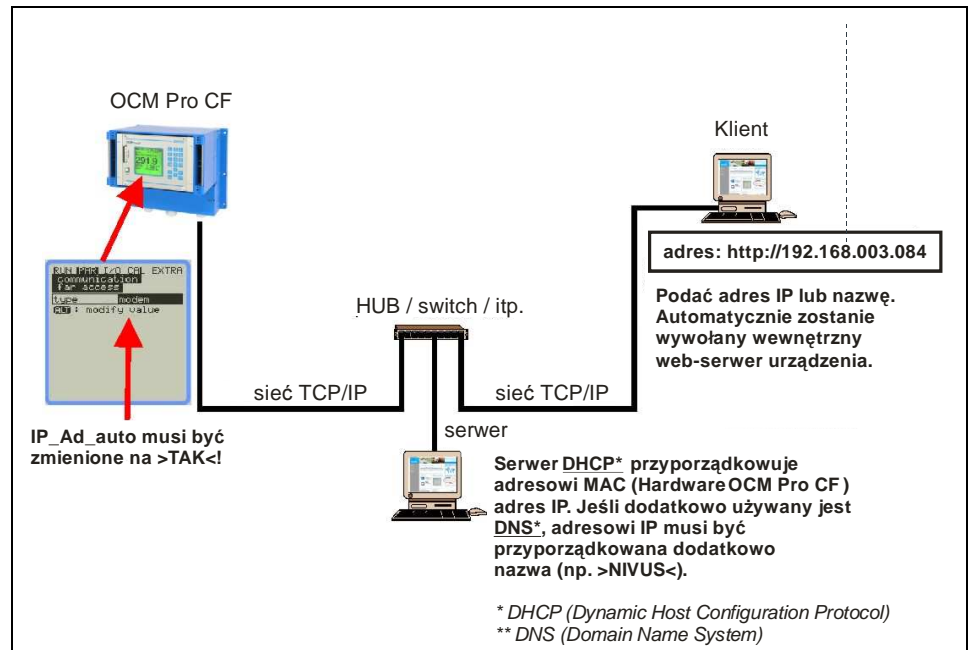 OCM Pro CF
291.9
Klient
adres: http://192.168.003.084
RUN PAR I/O CAL EXTRA
communication
far access
type modem
ALT : modify value
HUB / switch / itp.
Podać adres IP lub nazwę.
Automatycznie zostanie
wywołany wewnętrzny
web-serwer urządzenia.
sieć TCP/IP
sieć TCP/IP
IP_Ad_auto musi być
zmienione na >TAK<!
serwer
Serwer DHCP* przyporządkowuje
adresowi MAC (Hardware OCM Pro CF )
adres IP. Jeśli dodatkowo używany jest
DNS*, adresowi IP musi być
przyporządkowana dodatkowo
nazwa (np. >NIVUS<).
* DHCP (Dynamic Host Configuration Protocol)
** DNS (Domain Name System)